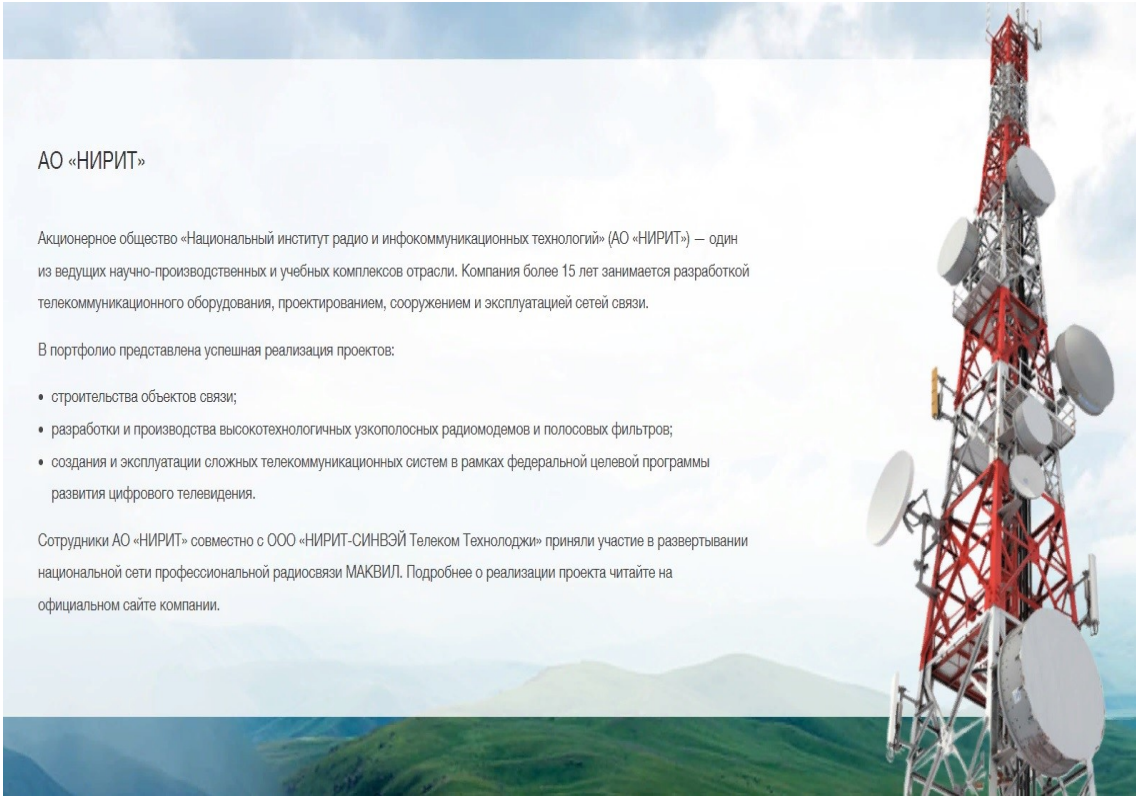 АО «НИРИТ»
Акционерное общество «Национальный институт радио и инфокоммуникационных технологий» (АО «НИРИТ») — один
из ведущих научно-производственных и учебных комплексов отрасли. Компания более 15 лет занимается разработкой
телекоммуникационного оборудования, проектированием, сооружением и эксплуатацией сетей связи.
В портфолио представлена успешная реализация проектов:
• строительства объектов связи;
• разработки и производства высокотехнологичных узкополосных радиомодемов и полосовых фильтров;
• создания и эксплуатации сложных телекоммуникационных систем в рамках федеральной целевой программы
развития цифрового телевидения.
Сотрудники АО «НИРИТ» совместно с ООО «НИРИТ-СИНВЭЙ Телеком Технолоджи» приняли участие в развертывании
национальной сети профессиональной радиосвязи МАКВИЛ. Подробнее о реализации проекта читайте на
официальном сайте компании.